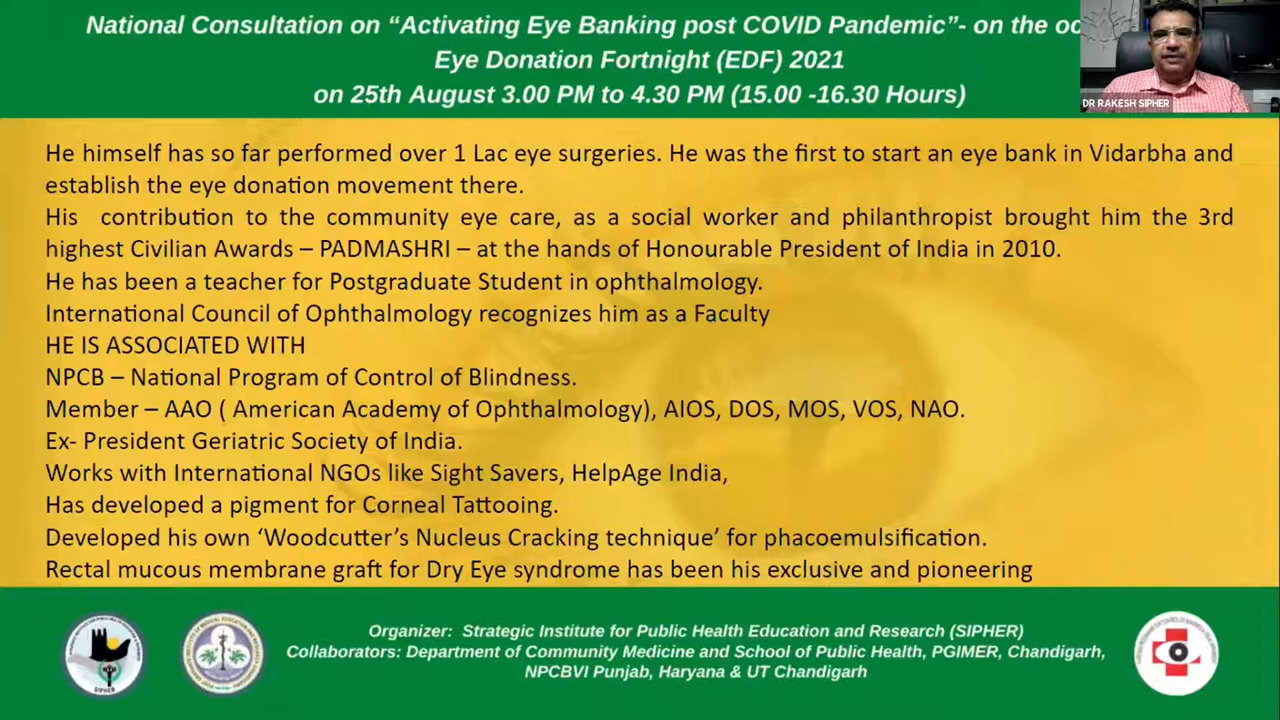 National Consultation on “Activating Eye Banking post COVID Pandemic”- on the oc
Eye Donation Fortnight (EDF) 2021
on 25th August 3.00 PM to 4.30 PM (15.00 -16.30 Hours)
DR RAKESH SIPHER
He himself has so far performed over 1 Lac eye surgeries. He was the first to start an eye bank in Vidarbha and
establish the eye donation movement there.
His contribution to the community eye care, as a social worker and philanthropist brought him the 3rd
highest Civilian Awards – PADMASHRI – at the hands of Honourable President of India in 2010.
He has been a teacher for Postgraduate Student in ophthalmology.
International Council of Ophthalmology recognizes him as a Faculty
HE IS ASSOCIATED WITH
NPCB – National Program of Control of Blindness.
Member – AAO ( American Academy of Ophthalmology), AIOS, DOS, MOS, VOS, NAO.
Ex- President Geriatric Society of India.
Works with International NGOs like Sight Savers, HelpAge India,
Has developed a pigment for Corneal Tattooing.
Developed his own ‘Woodcutter’s Nucleus Cracking technique’ for phacoemulsification.
Rectal mucous membrane graft for Dry Eye syndrome has been his exclusive and pioneering
Organizer: Strategic Institute for Public Health Education and Research (SIPHER)
Collaborators: Department of Community Medicine and School of Public Health, PGIMER, Chandigarh,
NPCBVI Punjab, Haryana & UT Chandigarh
SIPHER